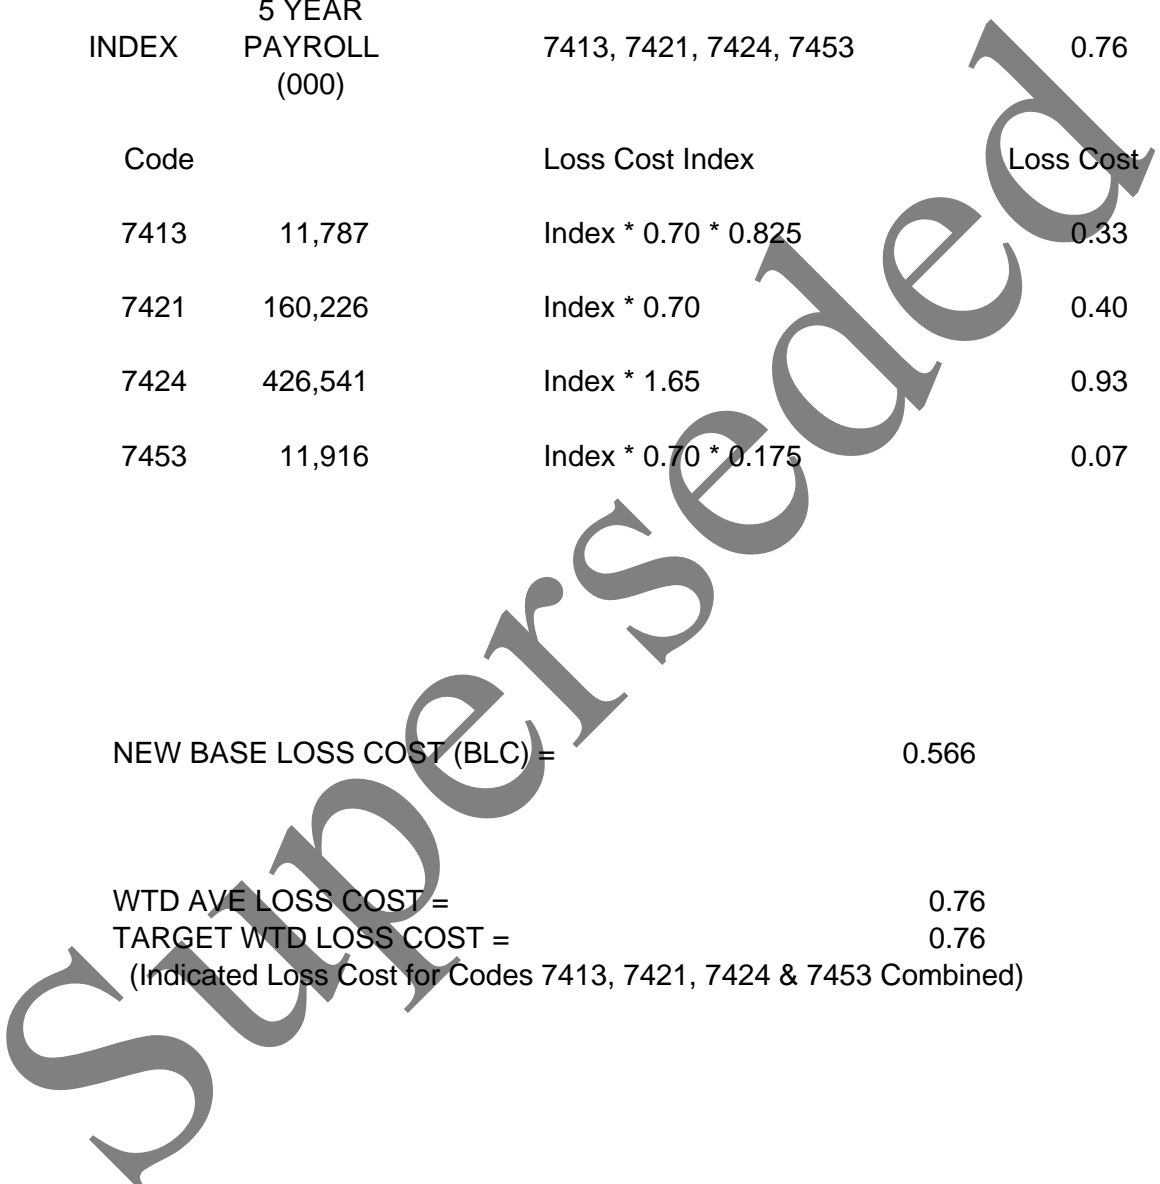 5 YEAR
INDEX PAYROLL 7413, 7421, 7424, 7453 0.76
(000)
Code Loss Cost Index Loss Cost
7413 11,787 Index * 0.70 * 0.825 0.33
7421 160,226 Index * 0.70 0.40
7424 426,541 Index * 1.65 0.93
7453 11,916 Index * 0.70 * 0.175 0.07
NEW BASE LOSS COST (BLC) = 0.566
WTD AVE LOSS COST = 0.76
TARGET WTD LOSS COST = 0.76
(Indicated Loss Cost for Codes 7413, 7421, 7424 & 7453 Combined)
Superseded